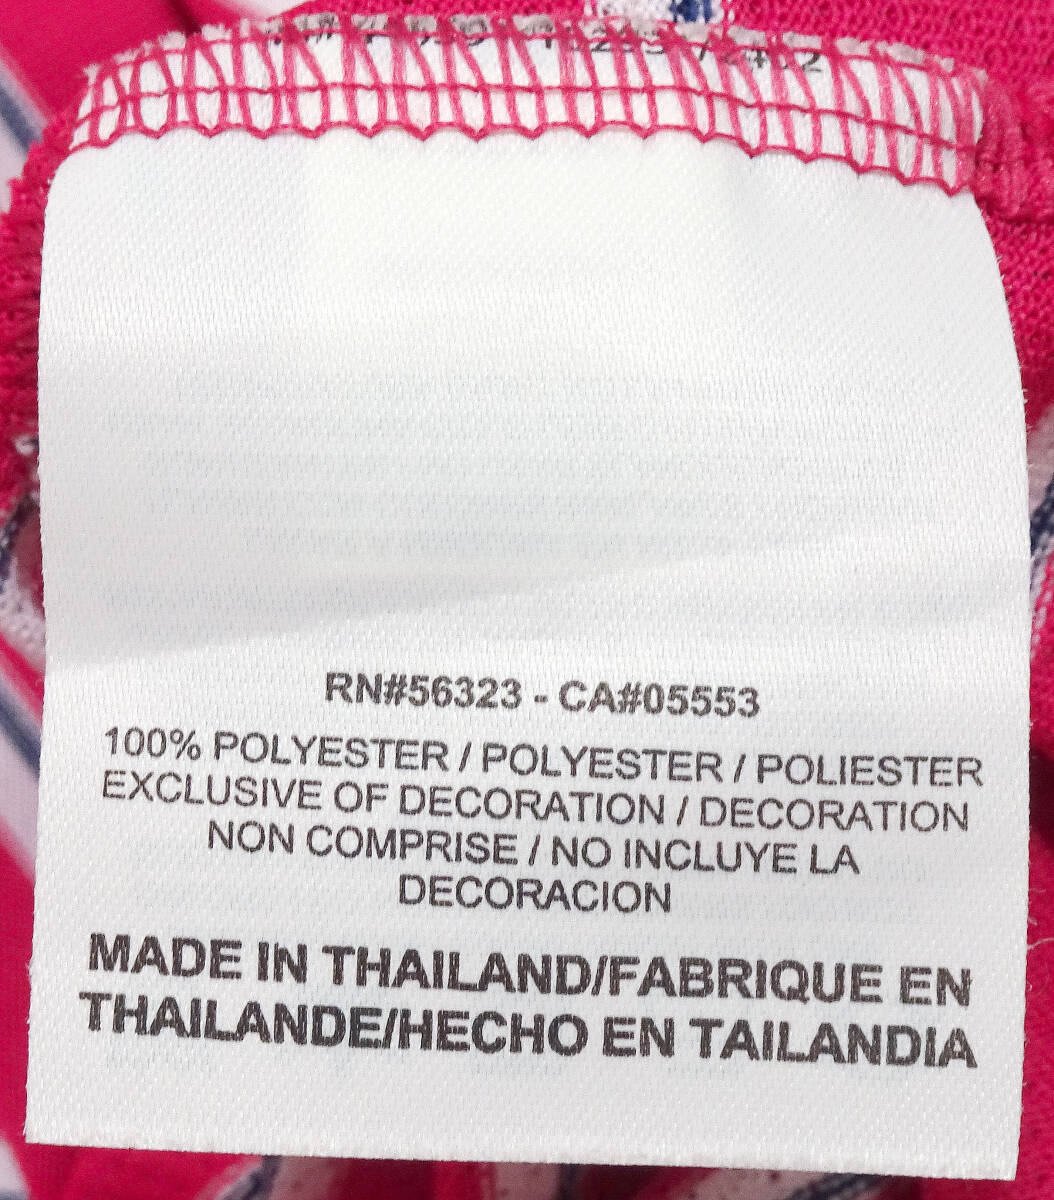 RN#56323 - CA#05553
100% POLYESTER / POLYESTER / POLIESTER
EXCLUSIVE OF DECORATION / DECORATION
NON COMPRISE / NO INCLUYE LA
DECORACION
MADE IN THAILAND/FABRIQUE EN
THAILANDE/HECHO EN TAILANDIA